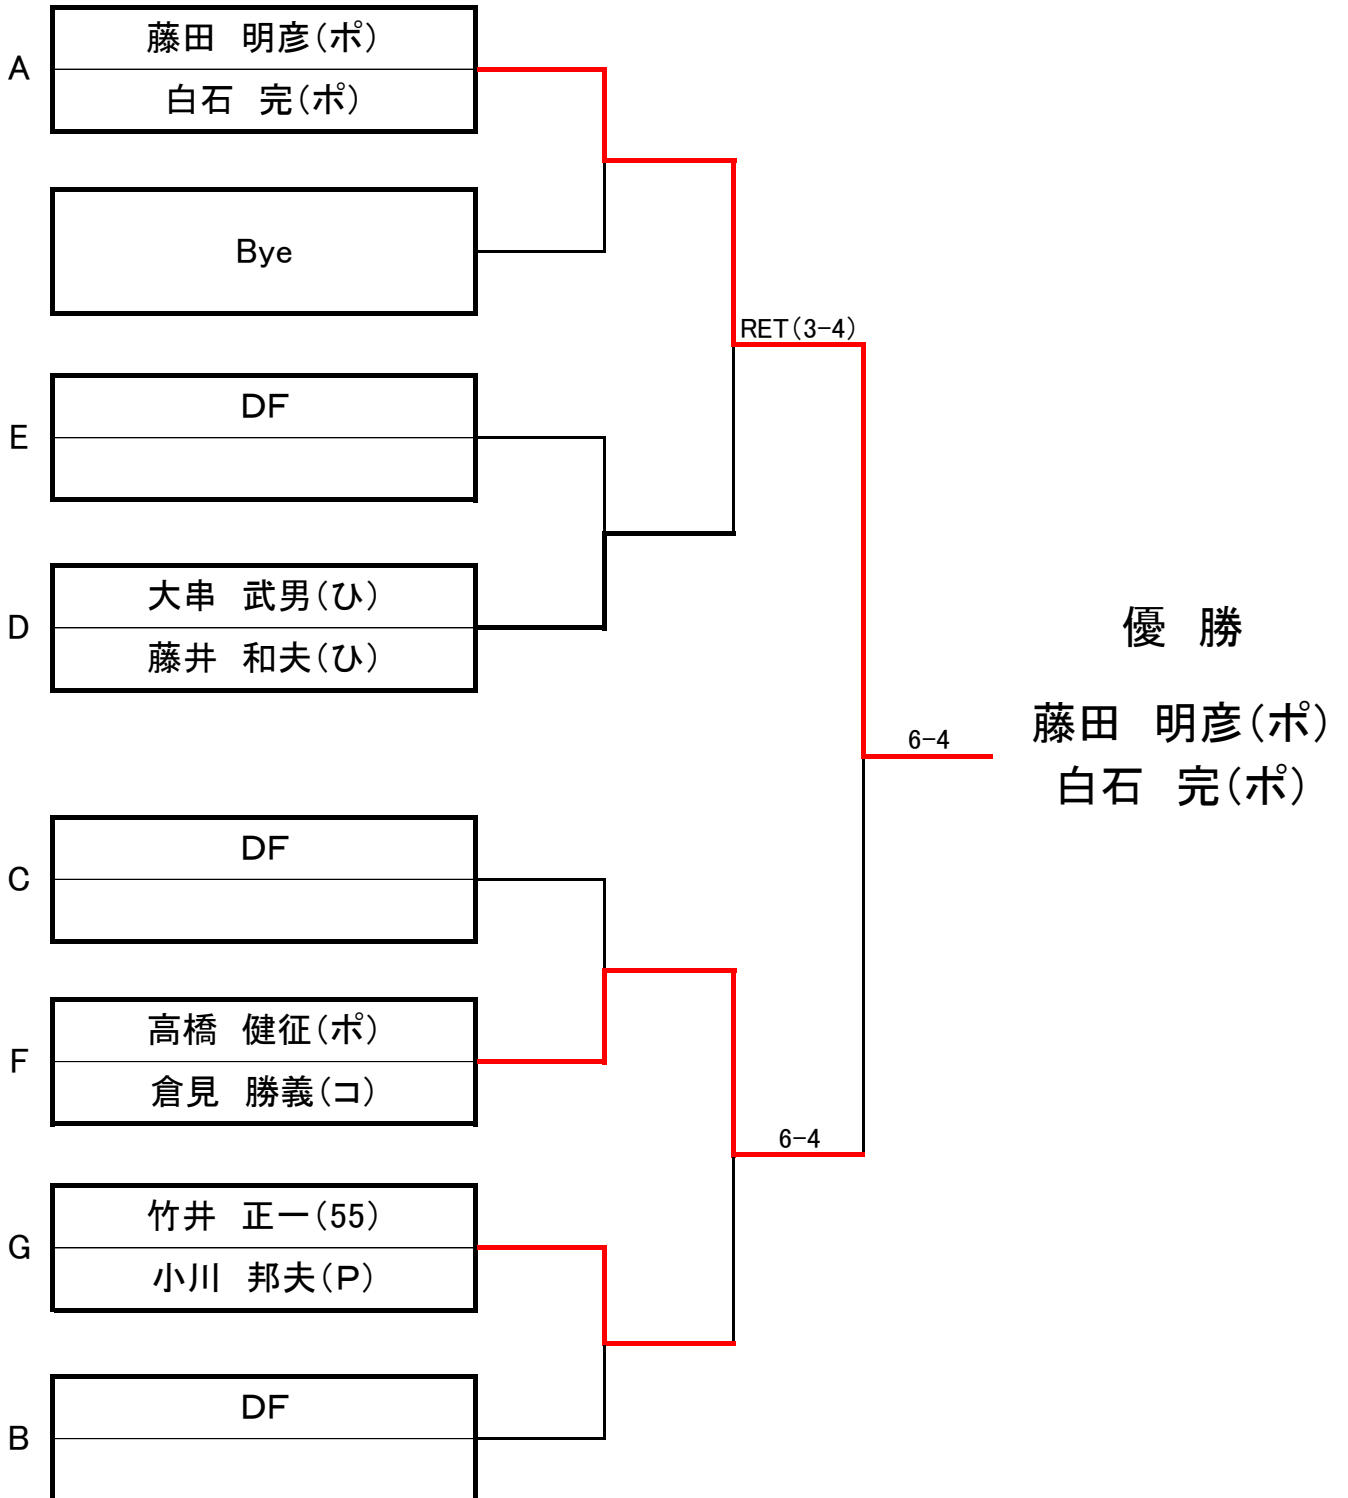 A
藤田　明彦(ポ)
白石　完(ポ)
Bye
RET(3-4)
E
DF
D
大串　武男(ひ)
藤井　和夫(ひ)
優　勝
藤田　明彦(ポ)
白石　完(ポ)
6-4
C
DF
F
高橋　健征(ポ)
倉見　勝義(コ)
6-4
G
竹井　正一(55)
小川　邦夫(P)
B
DF